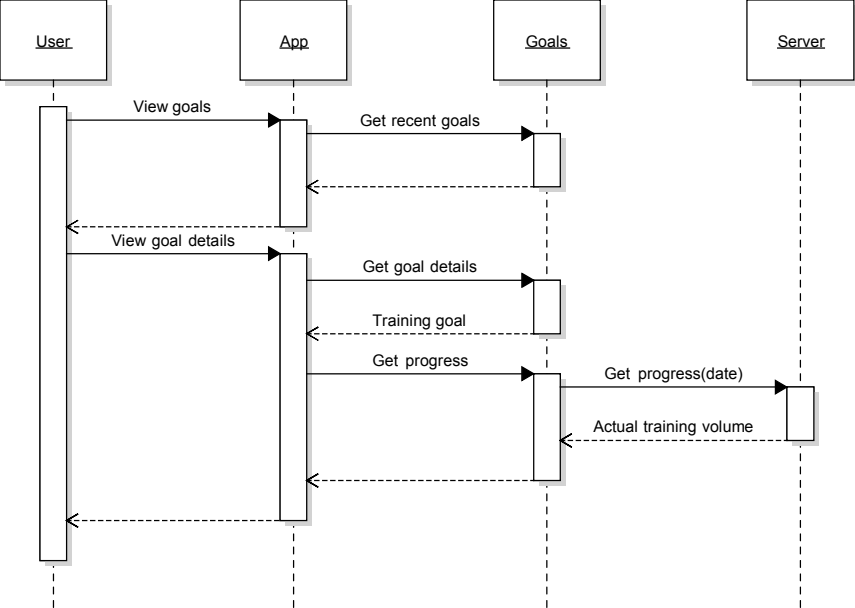 User
App
Goals
Server
View goals
Get recent goals
View goal details
Get goal details
Training goal
Get progress
Get progress(date)
Actual training volume